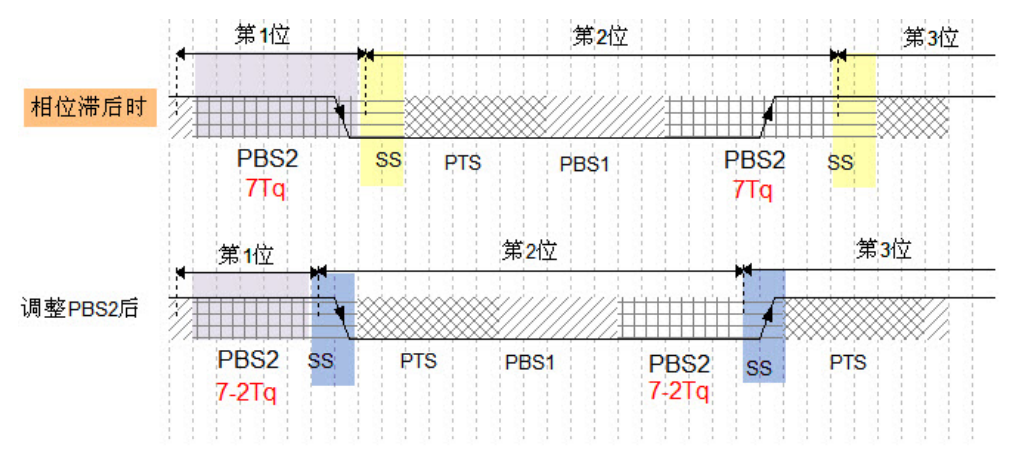 第1位
第2位
第3位
相位滞后时
PBS2
SS
PTS
PBS1
PBS2
SS
7Tq
7Tq
第1位
第2位
第3位
调整PBS2后
PBS2
SS
PTS
PBS1
PBS2
SS
PTS
7-2Tq
7-2Tq